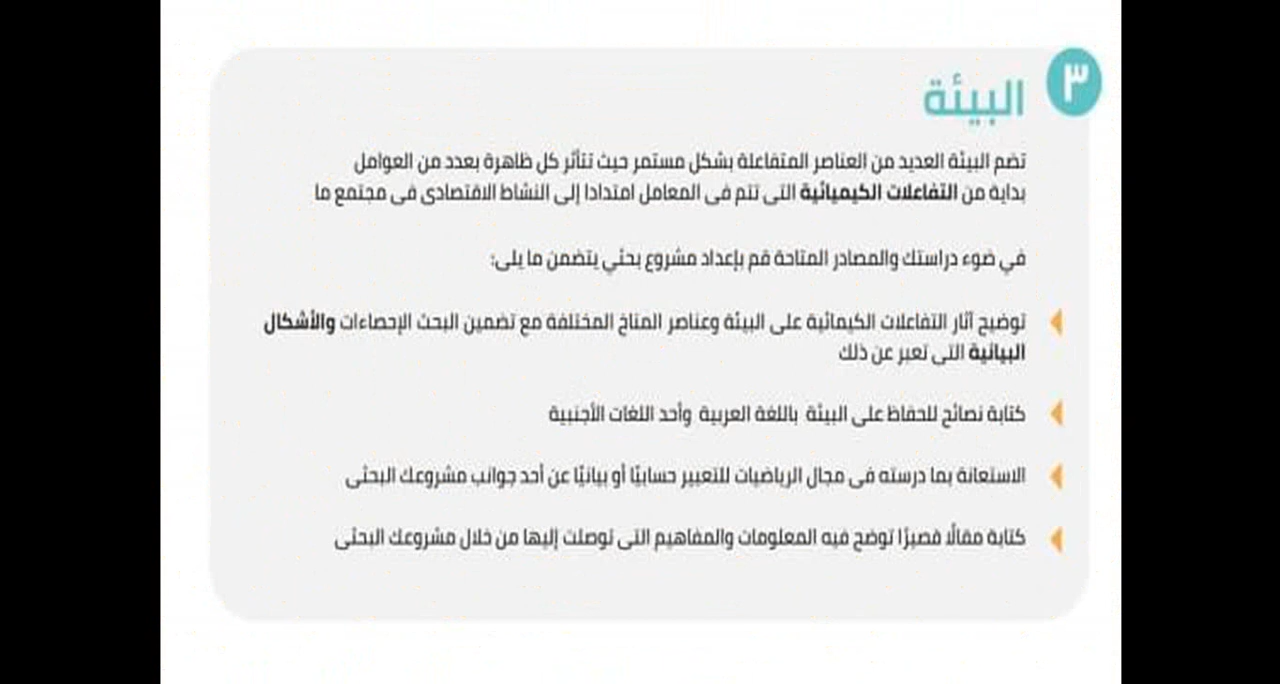 ٣
البيئة
تضم البيئة العديد من العناصر المتفاعلة بشكل مستمر حيث تتأثر كل ظاهرة بعدد من العوامل
بداية من التفاعلات الكيميائية التى تتم فى المعامل امتدادا إلى النشاط الاقتصادى فى مجتمع ما
في ضوء دراستك والمصادر المتاحة قم بإعداد مشروع بحثي يتضمن ما يلى:
توضيح آثار التفاعلات الكيمائية على البيئة وعناصر المناخ المختلفة مع تضمين البحث الإحصاءات والأشكال
البيانية التى تعبر عن ذلك
كتابة نصائح للحفاظ على البيئة باللغة العربية وأحد اللغات الأجنبية
الاستعانة بما درسته فى مجال الرياضيات للتعبير حسابيًا أو بيانيًا عن أحد جوانب مشروعك البحثى
كتابة مقالًا قصيرًا توضح فيه المعلومات والمفاهيم التى توصلت إليها من خلال مشروعك البحثى